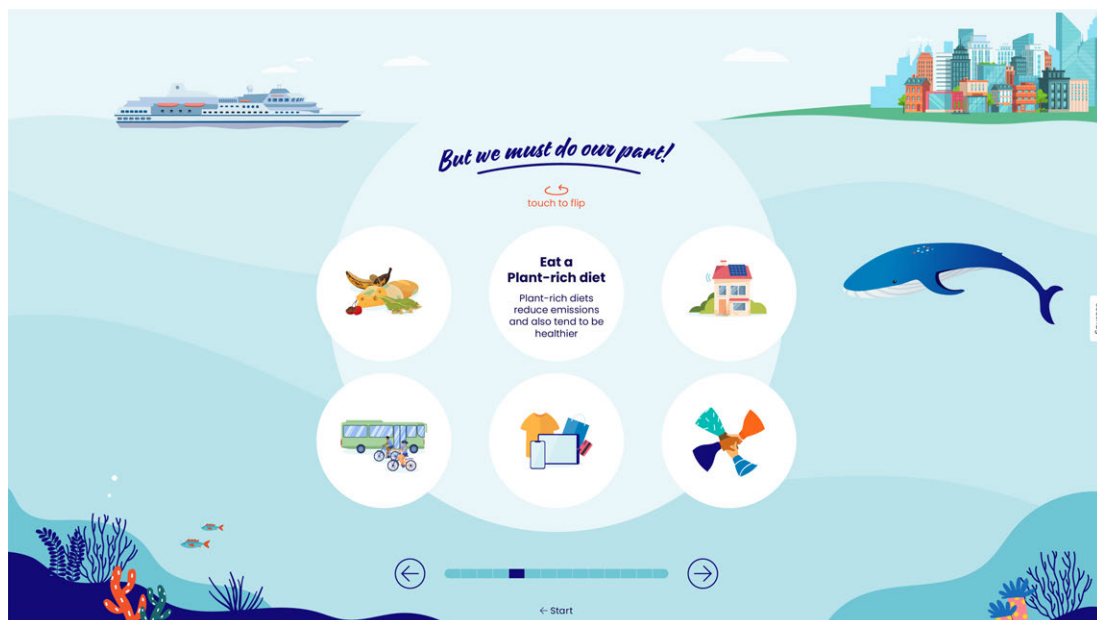 But we must do our part!
touch to flip
Eat a
Plant-rich diet
Plant-rich diets
reduce emissions
and also tend to be
healthier
← Start